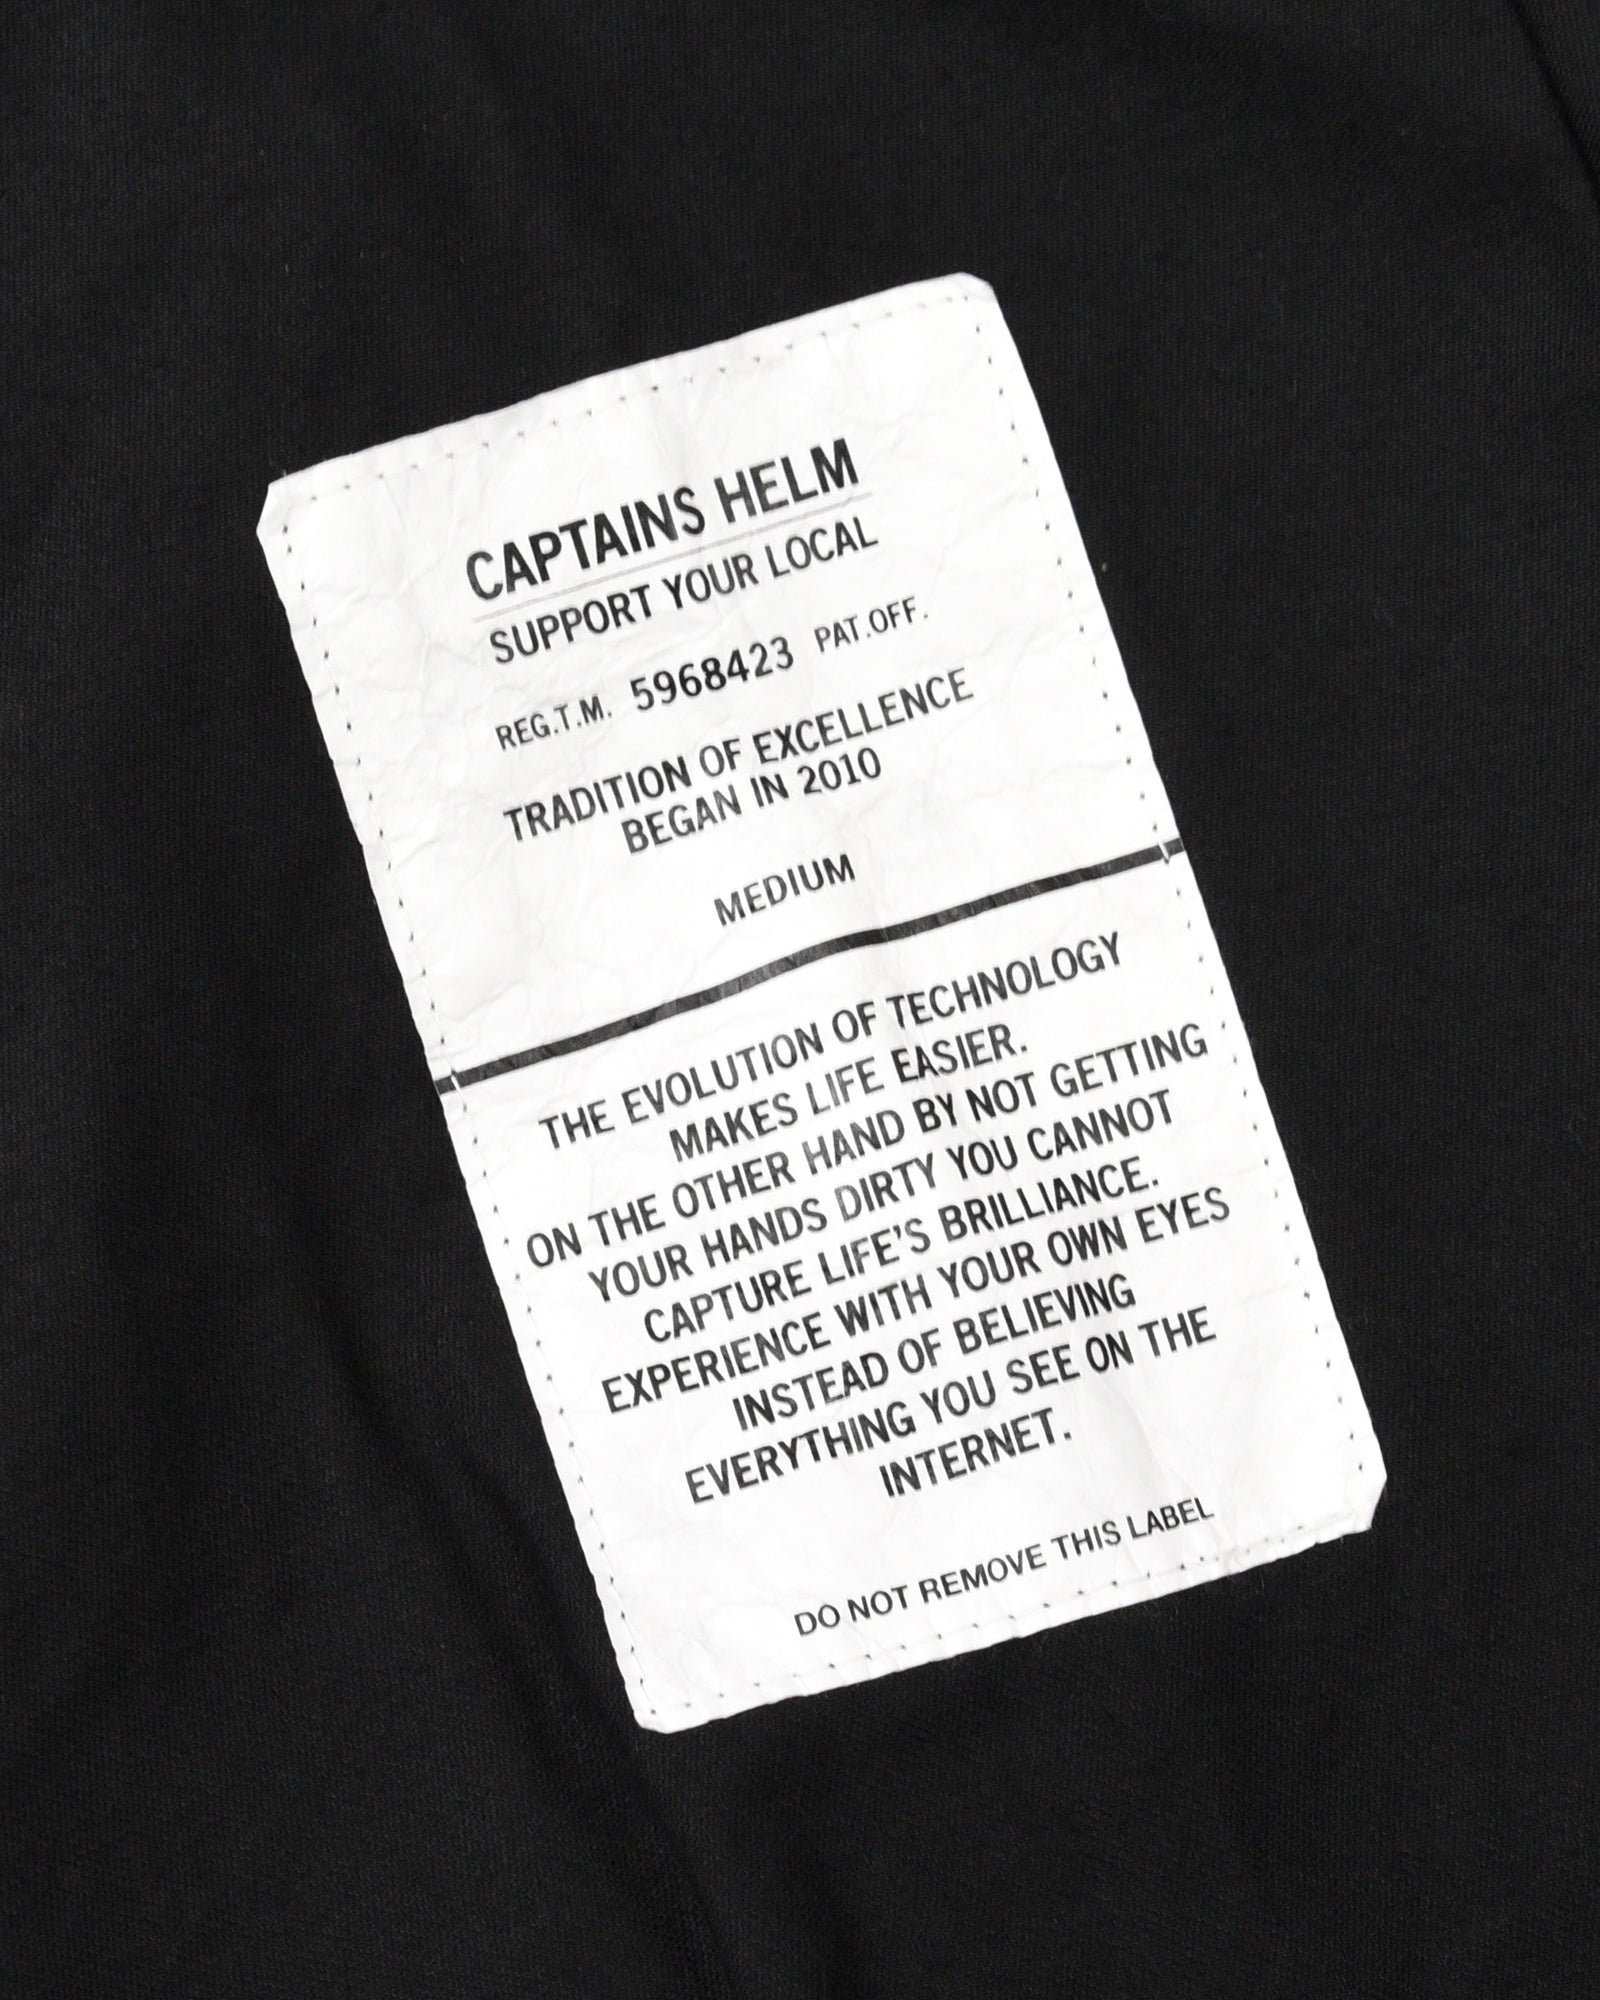 CAPTAINS HELM
SUPPORT YOUR LOCAL
REG.T.M. 5968423 PAT.OFF.
TRADITION OF EXCELLENCE
BEGAN IN 2010
MEDIUM
THE EVOLUTION OF TECHNOLOGY
MAKES LIFE EASIER.
ON THE OTHER HAND BY NOT GETTING
YOUR HANDS DIRTY YOU CANNOT
CAPTURE LIFE'S BRILLIANCE.
EXPERIENCE WITH YOUR OWN EYES
INSTEAD OF BELIEVING
EVERYTHING YOU SEE ON THE
INTERNET.
DO NOT REMOVE THIS LABEL